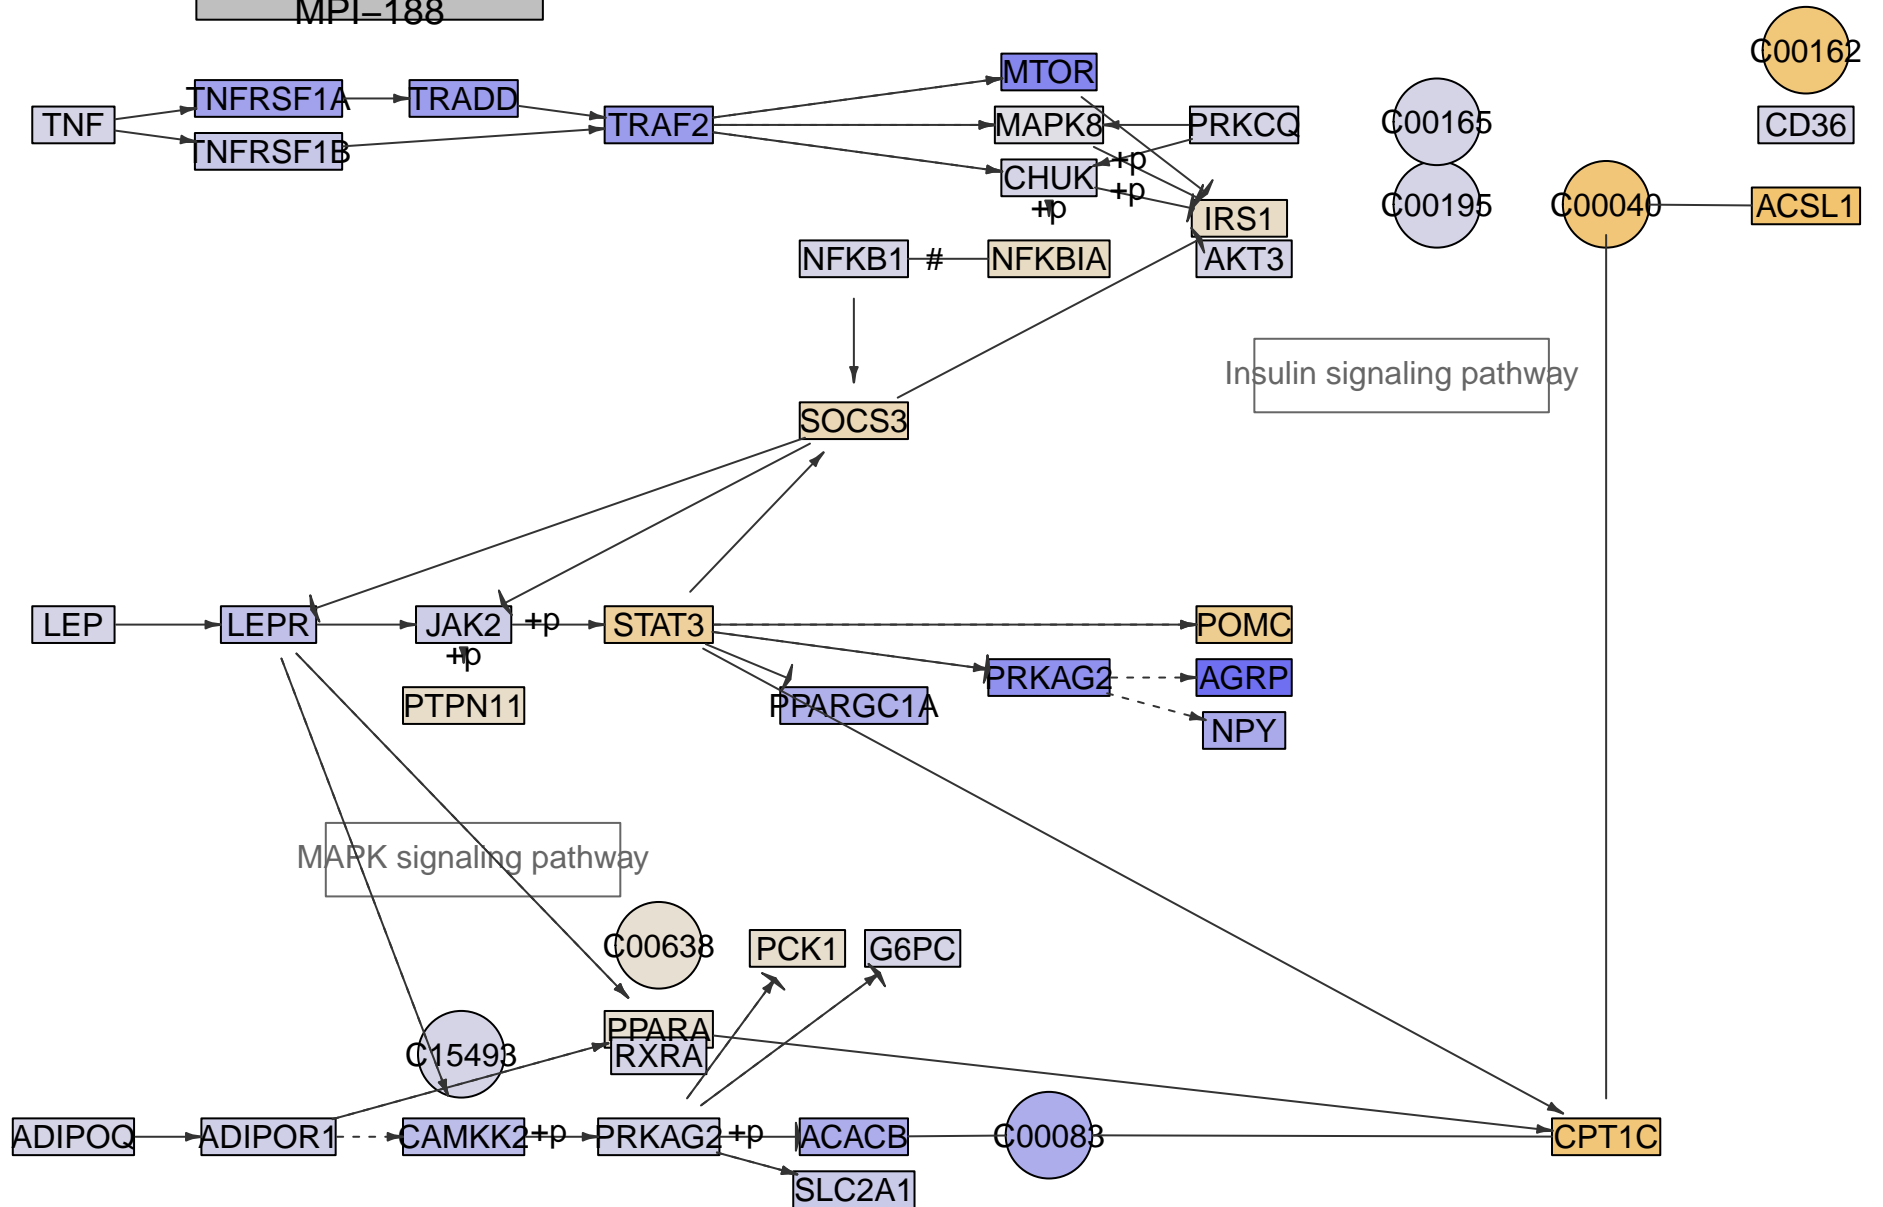 MPI–188
C00162
MTOR
TNFRSF1A
TRADD
TNF
TRAF2
MAPK8
PRKCQ
C00165
CD36
TNFRSF1B
+p
CHUK
+p
+p
IRS1
C00195
C00040
ACSL1
NFKB1
#
NFKBIA
AKT3
Insulin signaling pathway
SOCS3
LEP
LEPR
JAK2
+p
STAT3
POMC
+p
PRKAG2
AGRP
PTPN11
PPARGC1A
NPY
MAPK signaling pathway
C00638
PCK1
G6PC
PPARA
RXRA
C15493
ADIPOQ
ADIPOR1
CAMKK2
+p
PRKAG2
+p
ACACB
C00083
CPT1C
SLC2A1